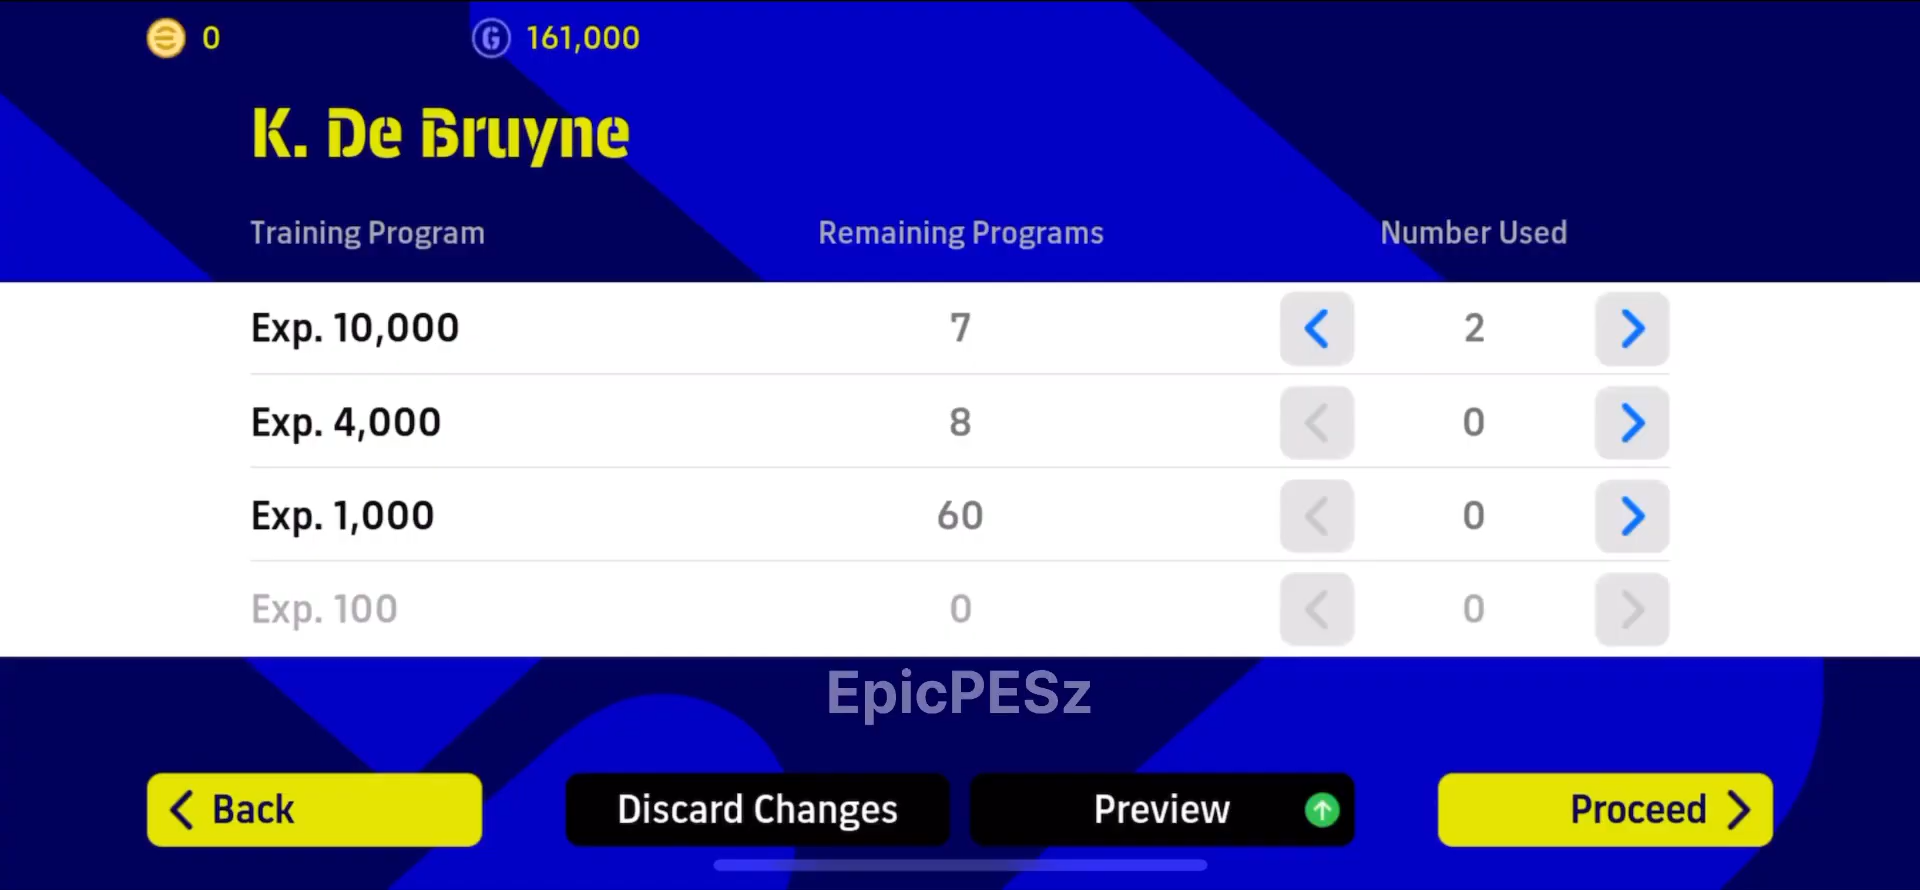 0 161,000
K. De Bruyne
Training Program Remaining Programs Number Used
Exp. 10,000 7 2
Exp. 4,000 8 0
Exp. 1,000 60 0
Exp. 100 0 0
EpicPESz
Back Discard Changes Preview Proceed